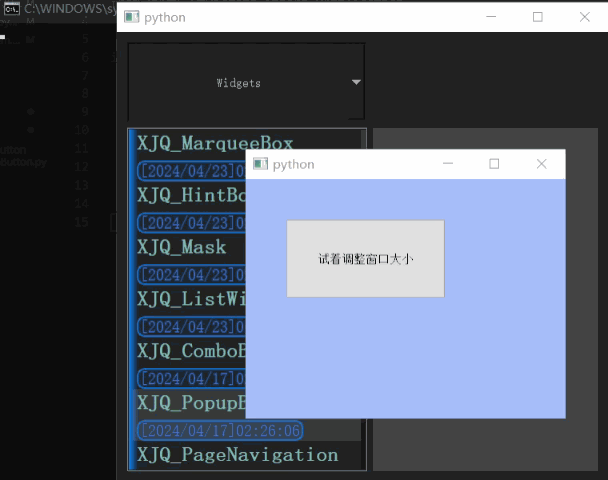 C:\WINDOWS\sy
python
Widgets
XJQ_MarqueeBox
[2024/04/23]0
XJQ_HintBo
[2024/04/23]0
XJQ_Mask
[2024/04/23]0
XJQ_ListWi
[2024/04/23]0
XJQ_ComboB
[2024/04/17]0
XJQ_PopupB
[2024/04/17]02:26:06
XJQ_PageNavigation
python
试着调整窗口大小
5
6
7
8
9
10
11
12
13
14
15
utton
Button.py